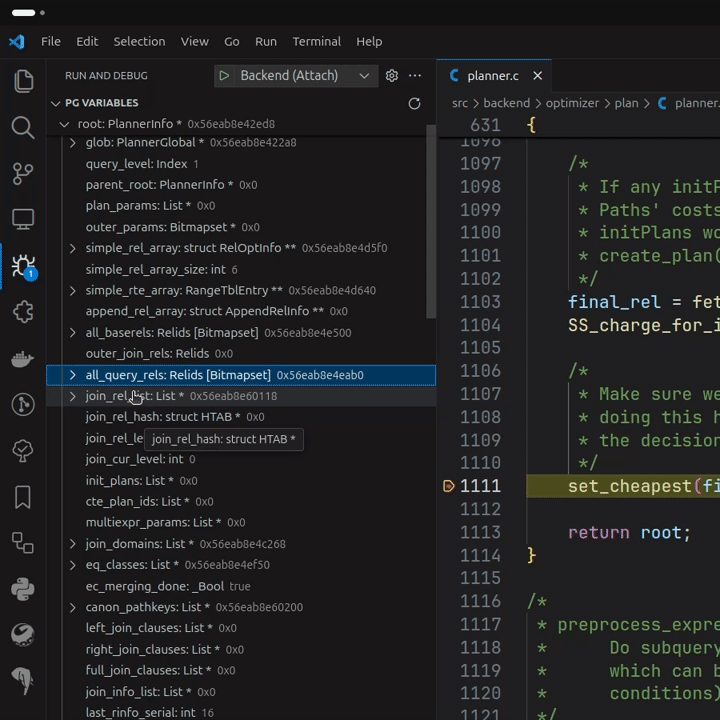 File Edit Selection View Go Run Terminal Help
RUN AND DEBUG Backend (Attach) ···
planner.c ×
PG VARIABLES
src > backend > optimizer > plan > planner.
root: PlannerInfo * 0x56eab8e42ed8
glob: PlannerGlobal * 0x56eab8e422a8
query_level: Index 1
parent_root: PlannerInfo * 0x0
plan_params: List * 0x0
outer_params: Bitmapset * 0x0
simple_rel_array: struct RelOptInfo ** 0x56eab8e4d5f0
simple_rel_array_size: int 6
simple_rte_array: RangeTblEntry ** 0x56eab8e4d640
append_rel_array: struct AppendRelInfo ** 0x0
all_baserels: Relids [Bitmapset] 0x56eab8e4e500
outer_join_rels: Relids 0x0
all_query_rels: Relids [Bitmapset] 0x56eab8e4eab0
join_rel_list: List * 0x56eab8e60118
join_rel_hash: struct HTAB * 0x0
join_rel_le
join_rel_hash: struct HTAB *
join_cur_level: int 0
init_plans: List * 0x0
cte_plan_ids: List * 0x0
multiexpr_params: List * 0x0
join_domains: List * 0x56eab8e4c268
eq_classes: List * 0x56eab8e4ef50
ec_merging_done: _Bool true
canon_pathkeys: List * 0x56eab8e60200
left_join_clauses: List * 0x0
right_join_clauses: List * 0x0
full_join_clauses: List * 0x0
join_info_list: List * 0x0
last_rinfo_serial: int 16
1
631 {
1096
1097 /*
1098 * If any initP
1099 * Paths' costs
1100 * initPlans wo
1101 * create_plan(
1102 */
1103 final_rel = fet
1104 SS_charge_for_i
1105
1106 /*
1107 * Make sure we
1108 * doing this h
1109 * the decision
1110 */
1111 set_cheapest(fi
1112
1113 return root;
1114 }
1115
1116 /*
1117 * preprocess_expre
1118 * Do subquery
1119 * which can b
1120 * conditions)
1121 */